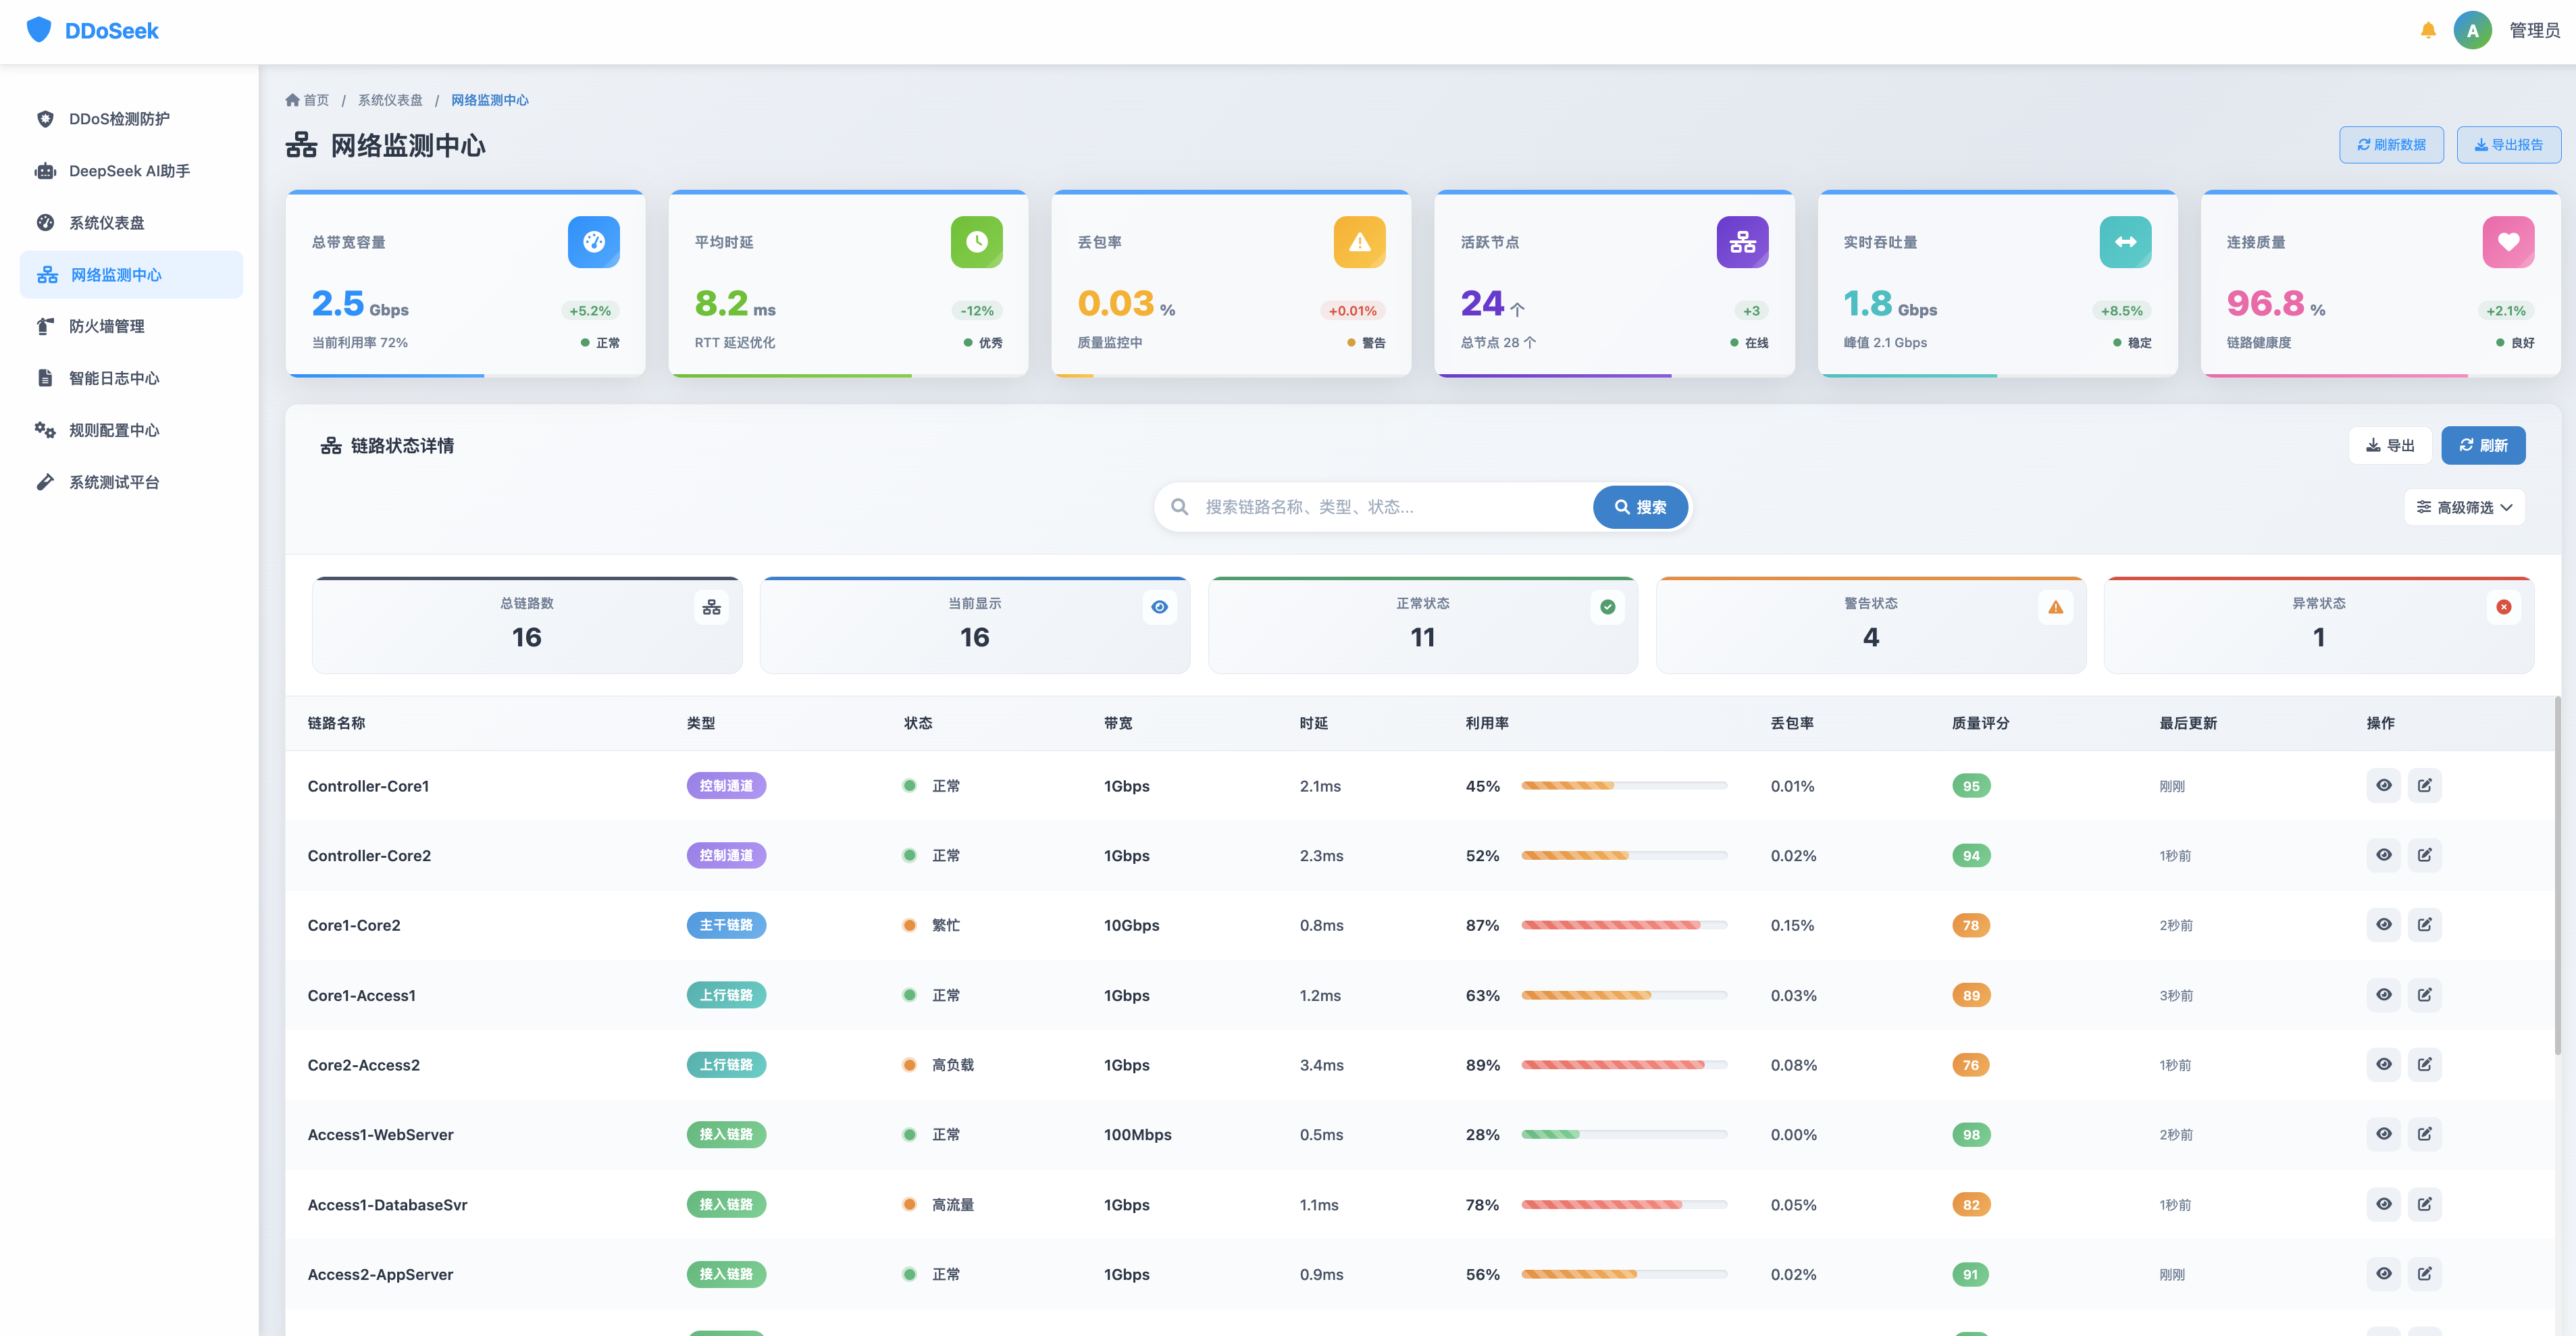 DDoSeek
A 管理员
DDoS检测防护
DeepSeek AI助手
系统仪表盘
网络监测中心
防火墙管理
智能日志中心
规则配置中心
系统测试平台
首页 / 系统仪表盘 / 网络监测中心
网络监测中心
刷新数据 导出报告
总带宽容量
2.5 Gbps +5.2%
当前利用率 72% 正常
平均时延
8.2 ms -12%
RTT 延迟优化 优秀
丢包率
0.03 % +0.01%
质量监控中 警告
活跃节点
24 个 +3
总节点 28 个 在线
实时吞吐量
1.8 Gbps +8.5%
峰值 2.1 Gbps 稳定
连接质量
96.8 % +2.1%
链路健康度 良好
链路状态详情
导出 刷新
搜索链路名称、类型、状态... 搜索
高级筛选
总链路数
16
当前显示
16
正常状态
11
警告状态
4
异常状态
1
链路名称 类型 状态 带宽 时延 利用率 丢包率 质量评分 最后更新 操作
Controller-Core1 控制通道 正常 1Gbps 2.1ms 45% 0.01% 95 刚刚
Controller-Core2 控制通道 正常 1Gbps 2.3ms 52% 0.02% 94 1秒前
Core1-Core2 主干链路 繁忙 10Gbps 0.8ms 87% 0.15% 78 2秒前
Core1-Access1 上行链路 正常 1Gbps 1.2ms 63% 0.03% 89 3秒前
Core2-Access2 上行链路 高负载 1Gbps 3.4ms 89% 0.08% 76 1秒前
Access1-WebServer 接入链路 正常 100Mbps 0.5ms 28% 0.00% 98 2秒前
Access1-DatabaseSvr 接入链路 高流量 1Gbps 1.1ms 78% 0.05% 82 1秒前
Access2-AppServer 接入链路 正常 1Gbps 0.9ms 56% 0.02% 91 刚刚